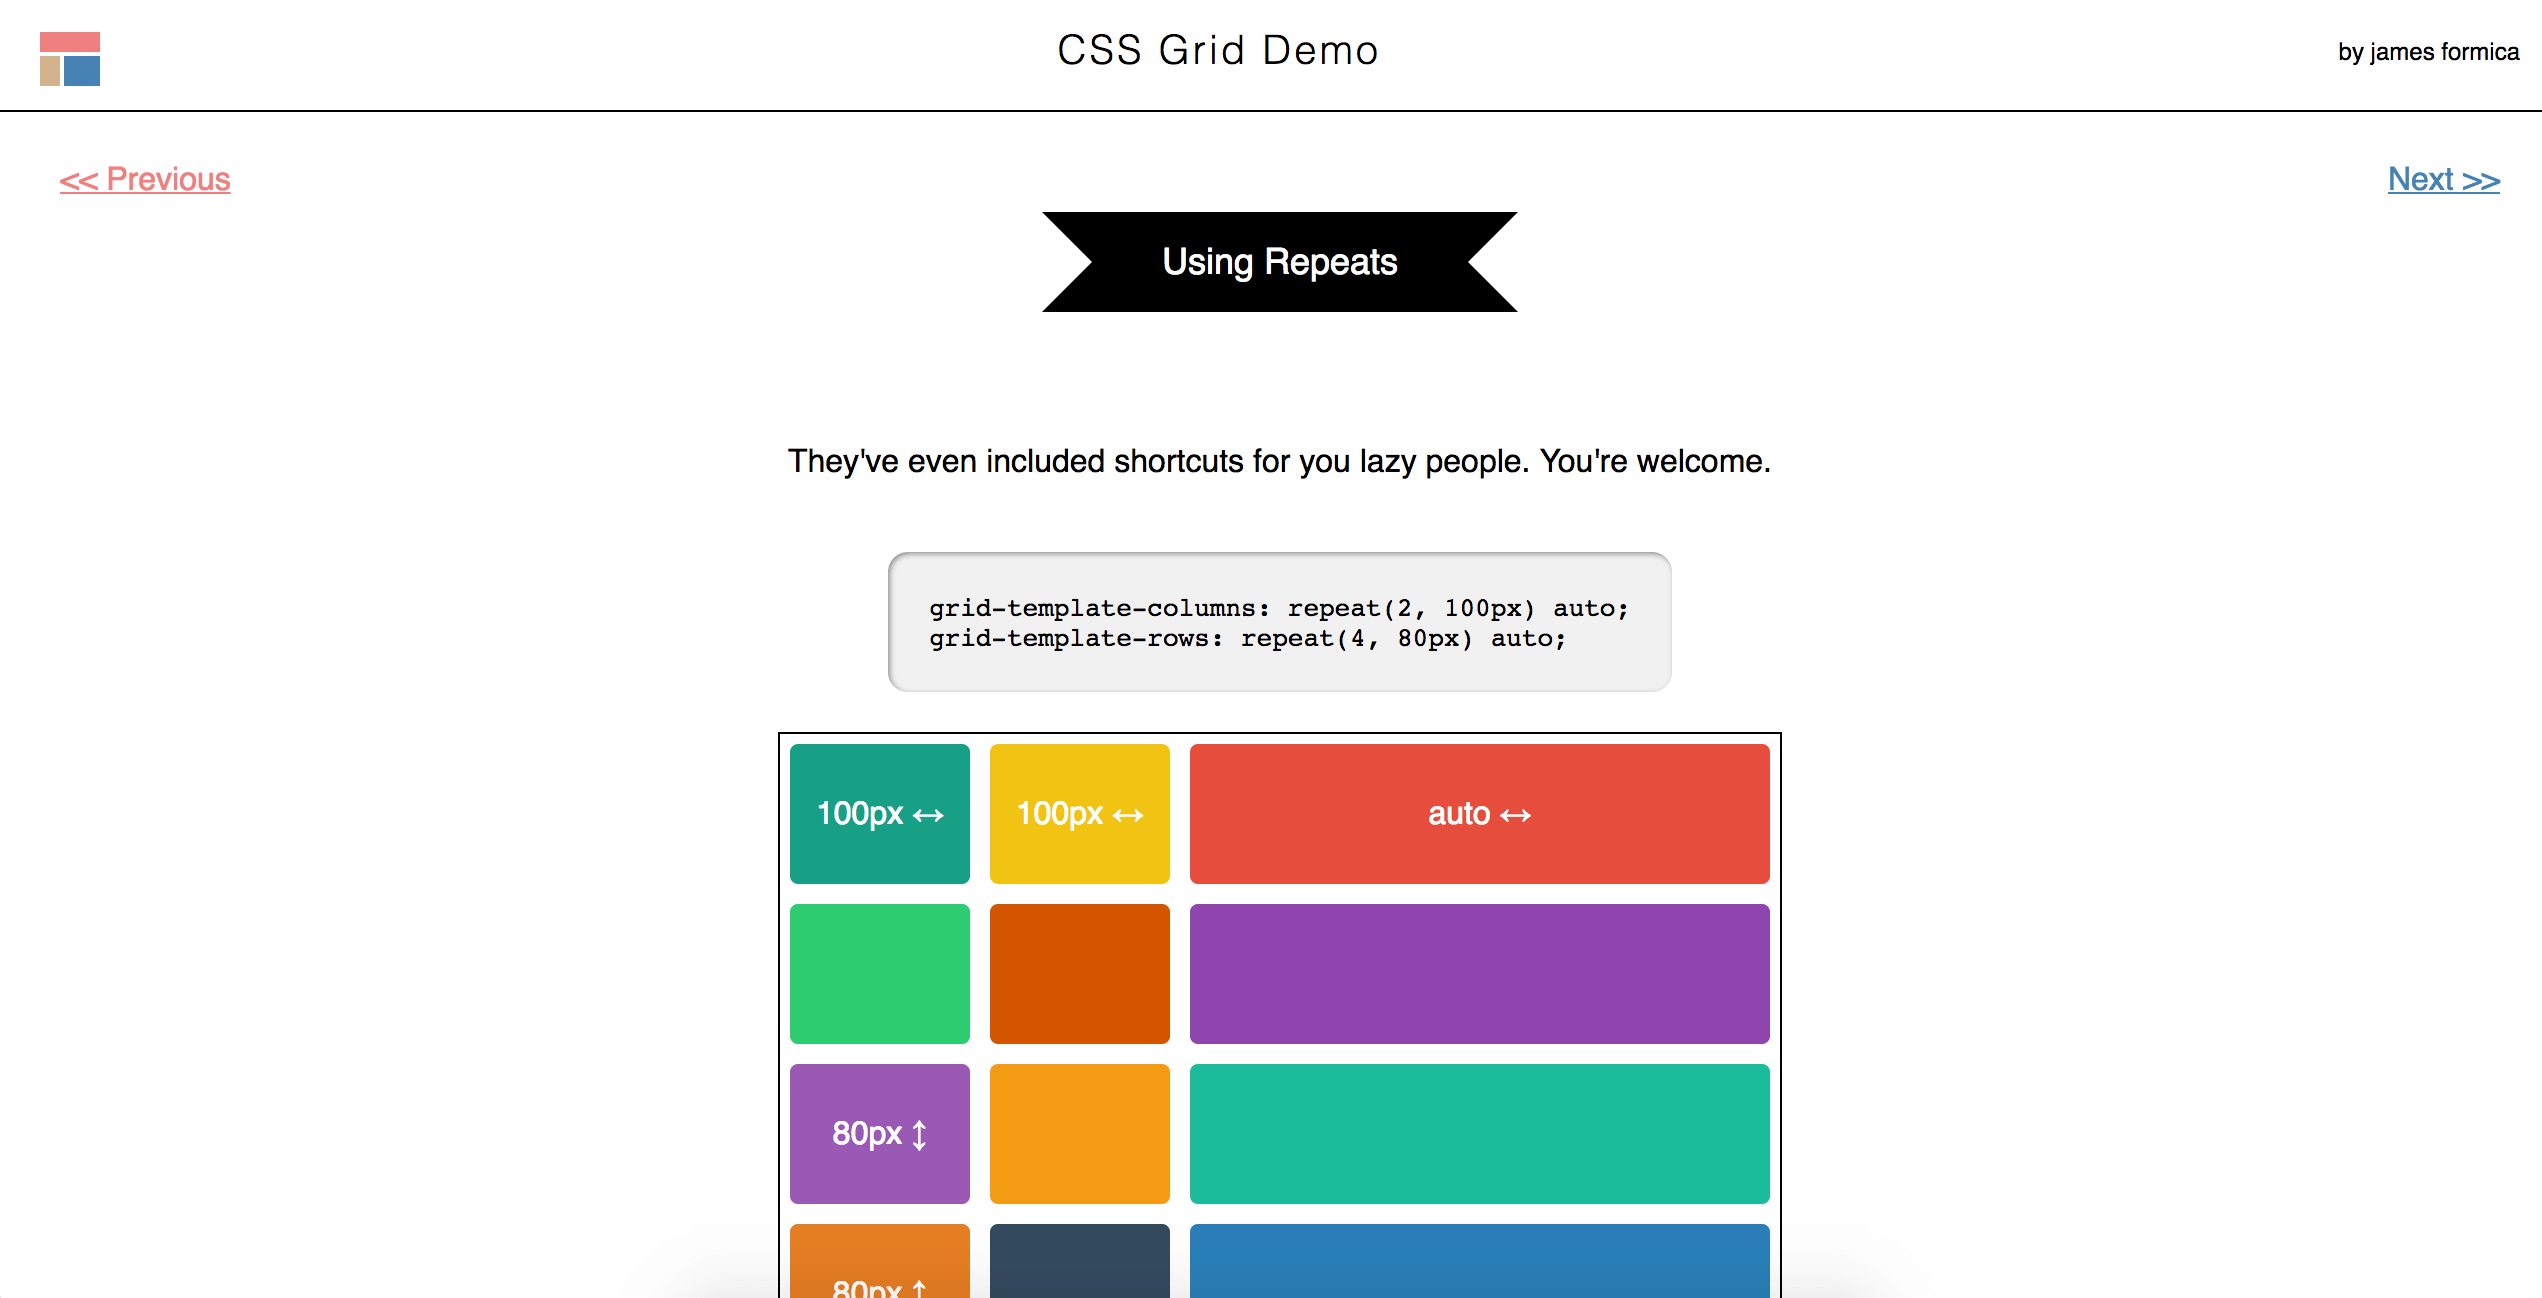 CSS Grid Demo
by james formica
<< Previous
Next >>
Using Repeats
They've even included shortcuts for you lazy people. You're welcome.
grid-template-columns: repeat(2, 100px) auto;
grid-template-rows: repeat(4, 80px) auto;
100px ↔ 100px ↔ auto ↔
80px ↕
80px ↕